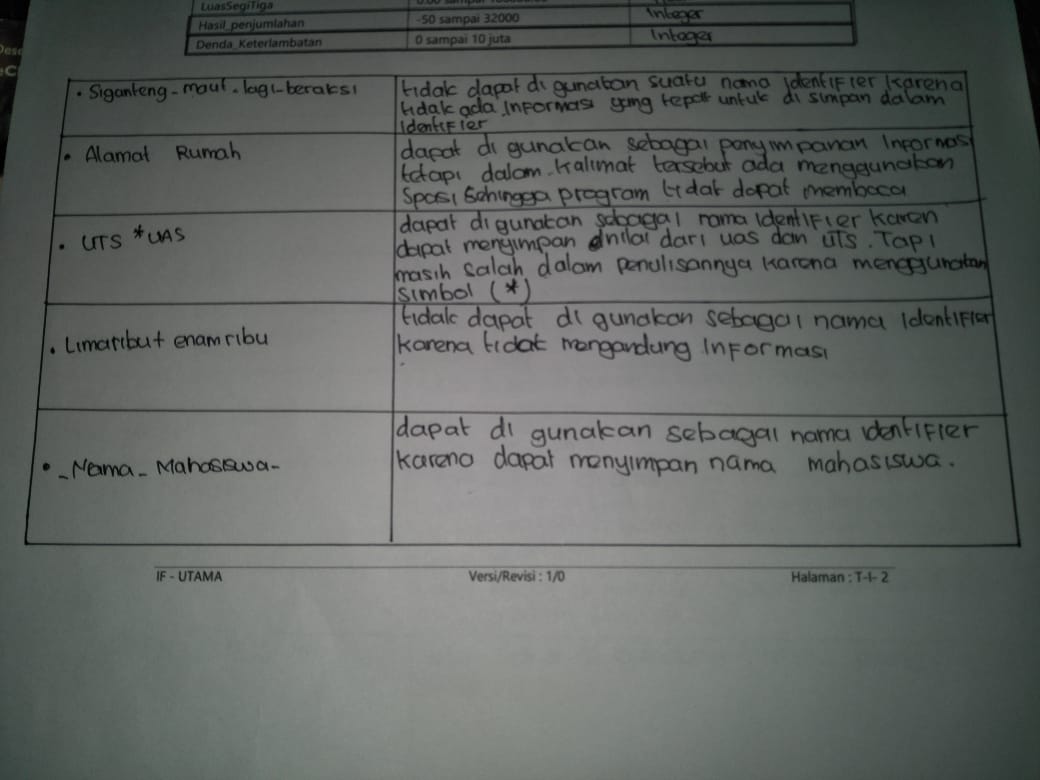 LuasSegiTiga
Hasil_penjumlahan -50 sampai 32000 Integer
Denda_Keterlambatan 0 sampai 10 juta Integer
• Siganteng-maut-lagi-beraksi tidak dapat di gunakan suatu nama identifier karena
tidak ada informasi yang tepat untuk di simpan dalam
identifier
• Alamat Rumah dapat di gunakan sebagai penyimpanan Informasi
tetapi dalam kalimat tersebut ada menggunakan
Spasi Sehingga program tidat dapat membaca
• UTS *UAS dapat di gunakan sebagai nama identifier karen
dapat menyimpan nilai dari uas dan UTS. Tapi
masih salah dalam penulisannya karena menggunakan
simbol (*)
• Limaribut enamribu tidak dapat di gunakan sebagai nama identifier
karena tidak mengandung informasi
• _Nama_Mahasiswa- dapat di gunakan sebagai nama identifier
karena dapat menyimpan nama mahasiswa.
IF - UTAMA Versi/Revisi : 1/0 Halaman : T-I- 2